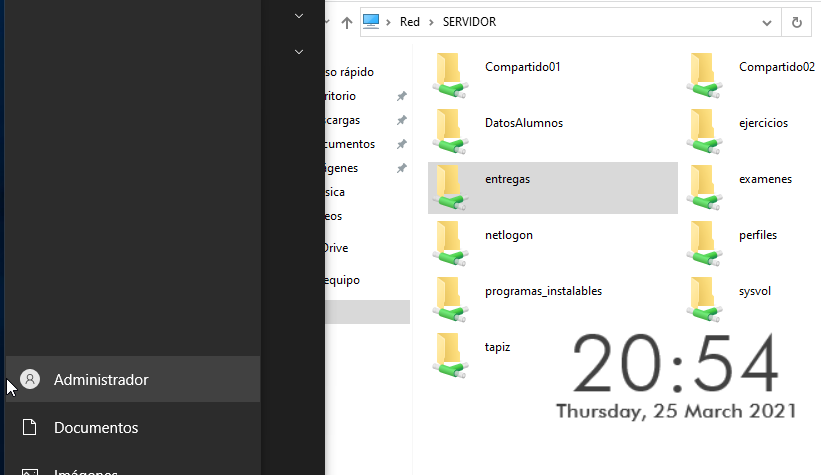 Red > SERVIDOR
so rápido
ritorio
cargas
cumentos
ágenes
sica
eos
Drive
equipo
Compartido01
Compartido02
DatosAlumnos
ejercicios
entregas
examenes
netlogon
perfiles
programas_instalables
sysvol
tapiz
20:54
Thursday, 25 March 2021
Administrador
Documentos
Imágenes